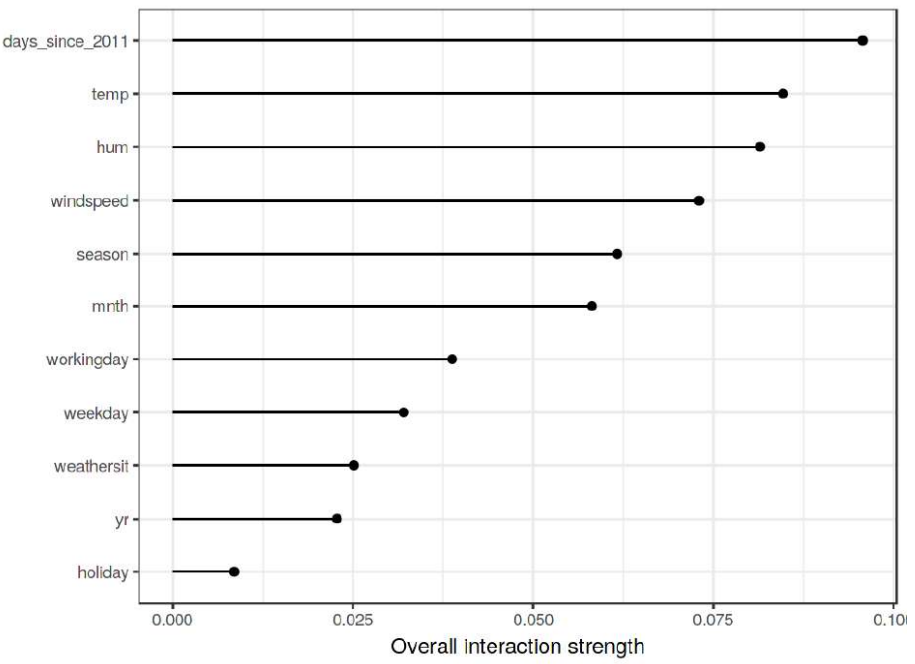 days_since_2011
temp
hum
windspeed
season
mnth
workingday
weekday
weathersit
yr
holiday
0.000 0.025 0.050 0.075 0.10
Overall interaction strength